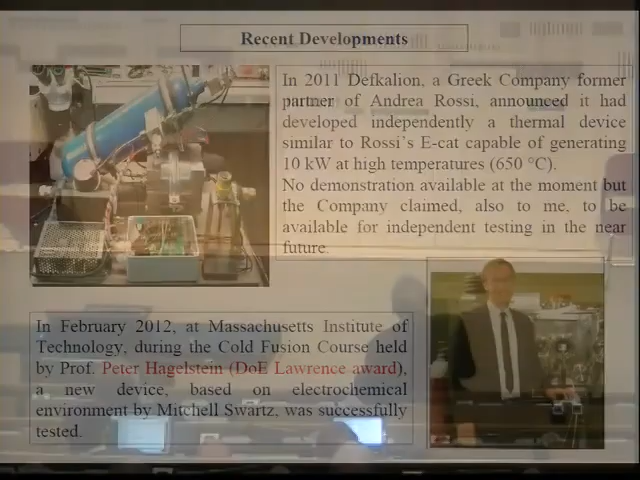 Recent Developments
In 2011 Defkalion, a Greek Company former
partner of Andrea Rossi, announced it had
developed independently a thermal device
similar to Rossi's E-cat capable of generating
10 kW at high temperatures (650 °C).
No demonstration available at the moment but
the Company claimed, also to me, to be
available for independent testing in the near
future.
In February 2012, at Massachusetts Institute of
Technology, during the Cold Fusion Course held
by Prof. Peter Hagelstein (DoE Lawrence award),
a new device, based on electrochemical
environment by Mitchell Swartz, was successfully
tested.